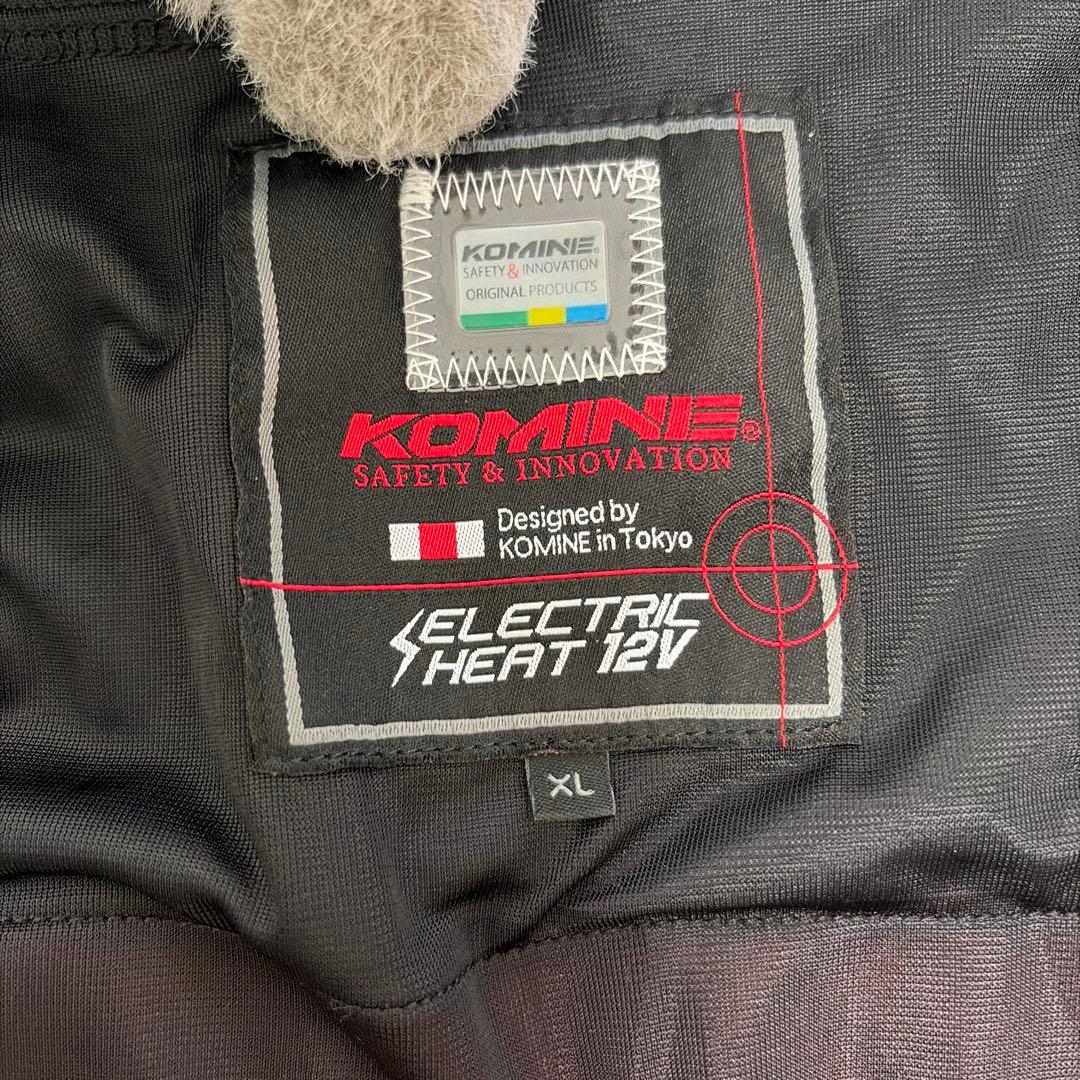 KOMINE®
SAFETY & INNOVATION
ORIGINAL PRODUCTS
KOMINE®
SAFETY & INNOVATION
Designed by
KOMINE in Tokyo
ELECTRIC
HEAT 12V
XL